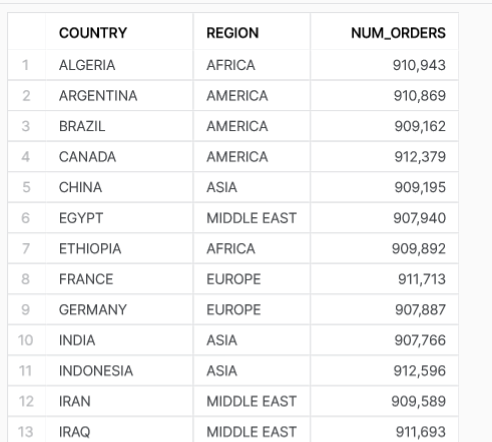 COUNTRY REGION NUM_ORDERS
1 ALGERIA AFRICA 910,943
2 ARGENTINA AMERICA 910,869
3 BRAZIL AMERICA 909,162
4 CANADA AMERICA 912,379
5 CHINA ASIA 909,195
6 EGYPT MIDDLE EAST 907,940
7 ETHIOPIA AFRICA 909,892
8 FRANCE EUROPE 911,713
9 GERMANY EUROPE 907,887
10 INDIA ASIA 907,766
11 INDONESIA ASIA 912,596
12 IRAN MIDDLE EAST 909,589
13 IRAQ MIDDLE EAST 911,693